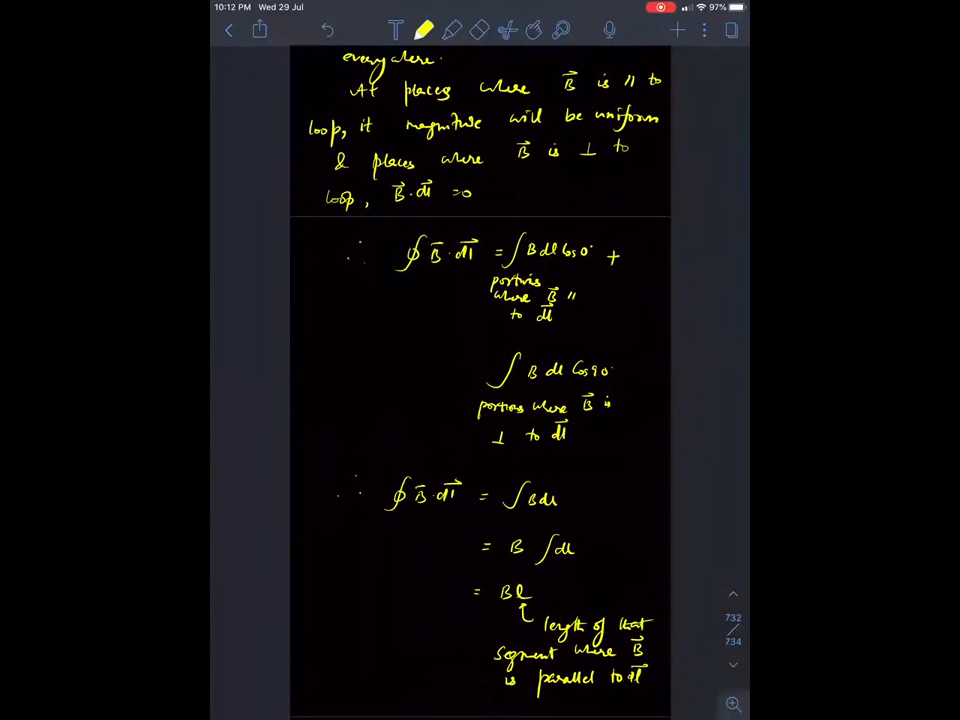 10:12 PM Wed 29 Jul 97%
everywhere.
At places where B⃗ is || to
loop, it magnitude will be uniform
& places where B⃗ is ⊥ to
loop, B⃗·dl⃗ =0
∴ ∮ B⃗·dl⃗ = ∫ B dl Cos 0° +
portions
where B⃗ ||
to dl⃗
∫ B dl Cos 90°
portions where B⃗ is
⊥ to dl⃗
∴ ∮ B⃗·dl⃗ = ∫ B dl
= B ∫ dl
= B l
length of that
segment where B⃗
is parallel to dl⃗
732
734